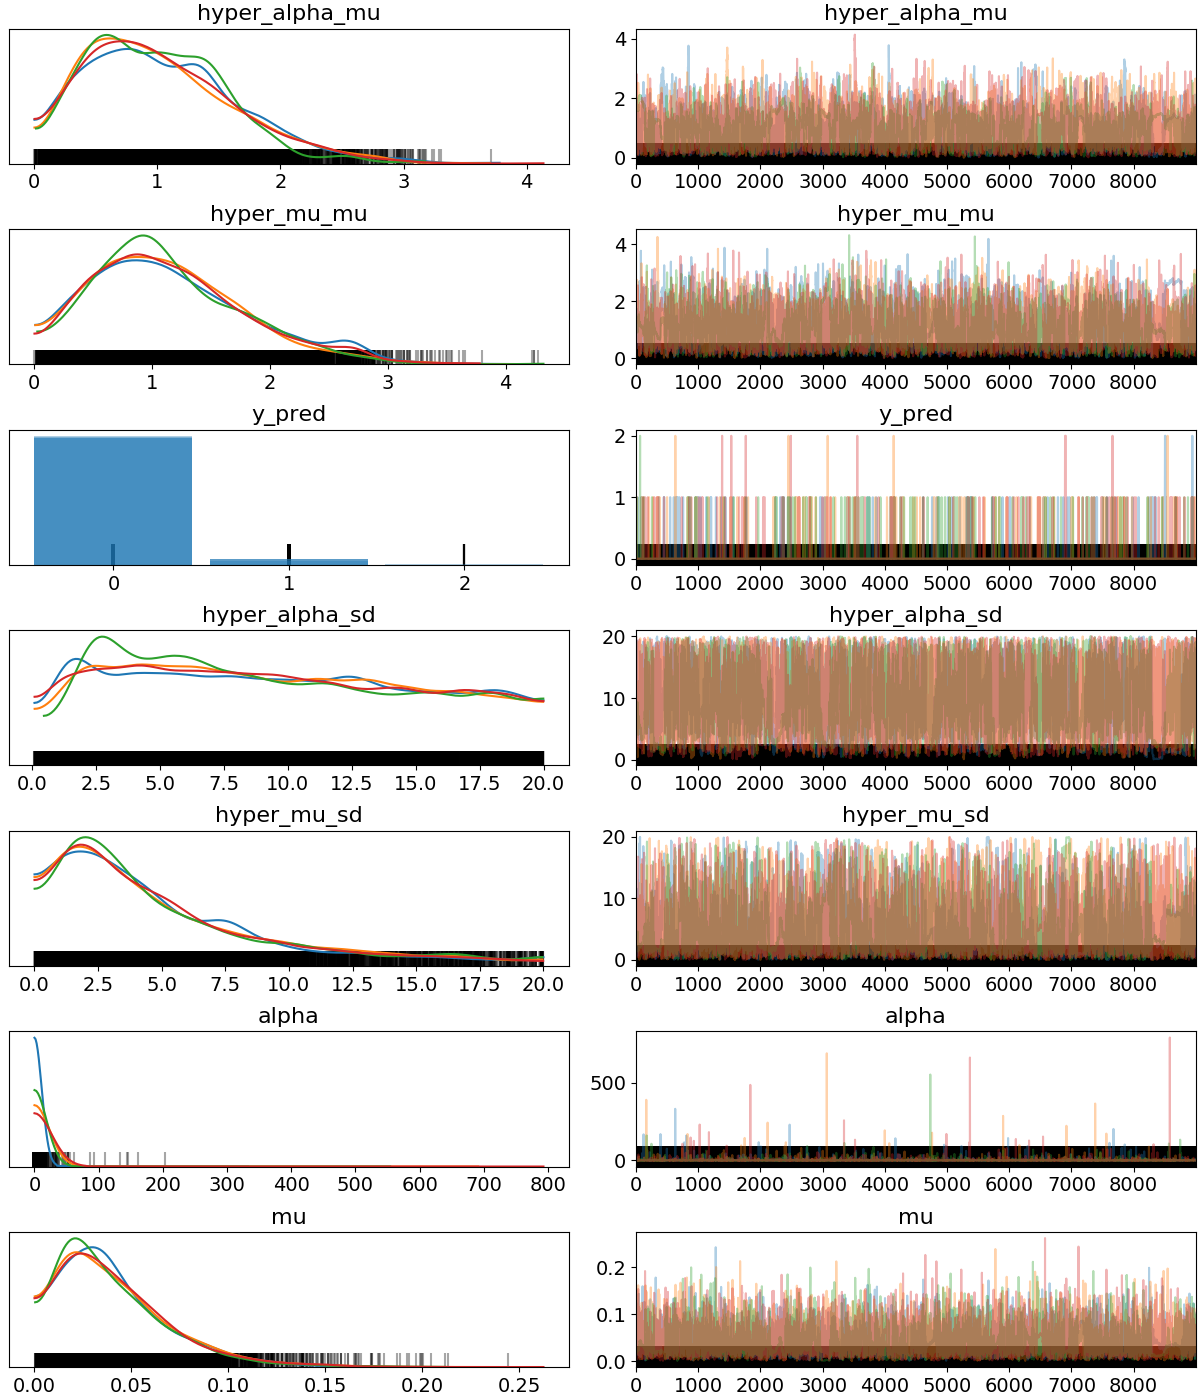 hyper_alpha_mu hyper_alpha_mu
4
2
0
0 1 2 3 4 0 1000 2000 3000 4000 5000 6000 7000 8000
hyper_mu_mu hyper_mu_mu
4
2
0
0 1 2 3 4 0 1000 2000 3000 4000 5000 6000 7000 8000
y_pred y_pred
2
1
0
0 1 2 0 1000 2000 3000 4000 5000 6000 7000 8000
hyper_alpha_sd hyper_alpha_sd
20
10
0
0.0 2.5 5.0 7.5 10.0 12.5 15.0 17.5 20.0 0 1000 2000 3000 4000 5000 6000 7000 8000
hyper_mu_sd hyper_mu_sd
20
10
0
0.0 2.5 5.0 7.5 10.0 12.5 15.0 17.5 20.0 0 1000 2000 3000 4000 5000 6000 7000 8000
alpha alpha
500
0
0 100 200 300 400 500 600 700 800 0 1000 2000 3000 4000 5000 6000 7000 8000
mu mu
0.2
0.1
0.0
0.00 0.05 0.10 0.15 0.20 0.25 0 1000 2000 3000 4000 5000 6000 7000 8000